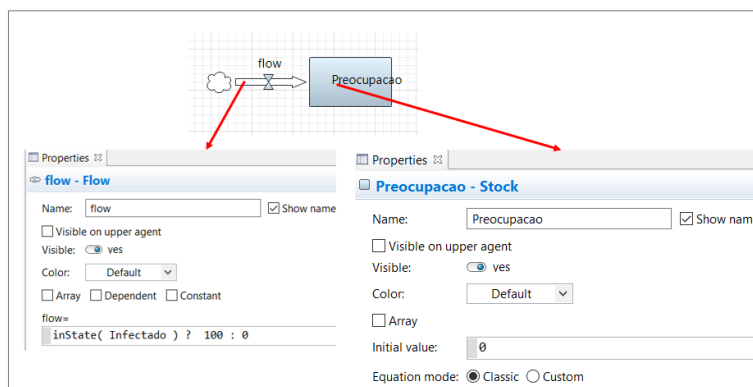 flow
Preocupacao
Properties
flow - Flow
Name: flow Show name
Visible on upper agent
Visible: yes
Color: Default
Array Dependent Constant
flow=
inState( Infectado ) ? 100 : 0
Properties
Preocupacao - Stock
Name: Preocupacao Show nam
Visible on upper agent
Visible: yes
Color: Default
Array
Initial value: 0
Equation mode: Classic Custom